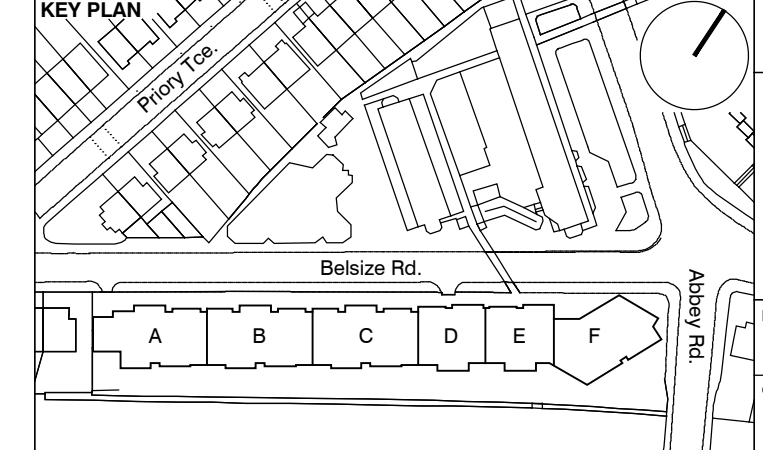 KEY PLAN
Priory Tce.
Belsize Rd.
Abbey Rd.
A B C D E F